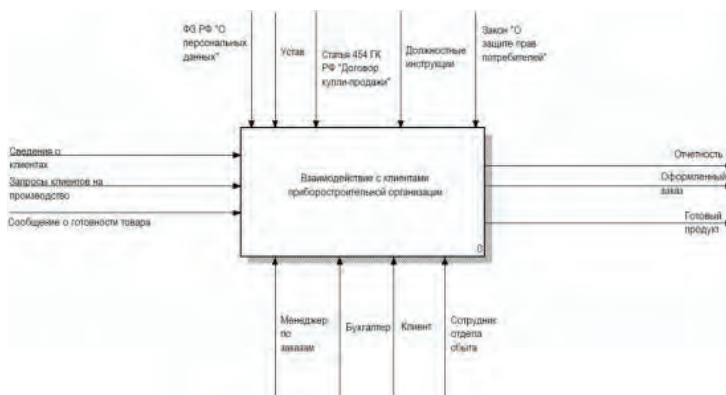 ФЗ РФ "О
персональных
данных"
Устав
Статья 454 ГК
РФ "Договор
купли-продажи"
Должностные
инструкции
Закон "О
защите прав
потребителей"
Сведения о
клиентах
Запросы клиентов на
производство
Сообщение о готовности товара
Взаимодействие с клиентами
приборостроительной организации
0
Отчетность
Оформленный
заказ
Готовый
продукт
Менеджер
по
заказам
Бухгалтер
Клиент
Сотрудник
отдела
сбыта